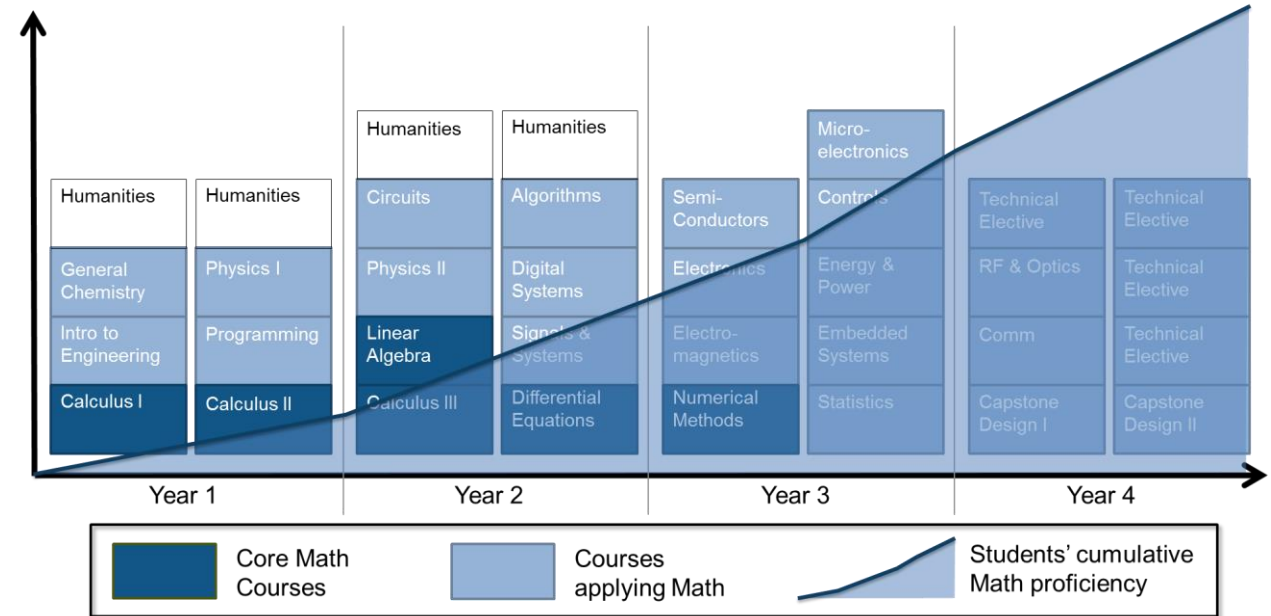 Humanities
General
Chemistry
Intro to
Engineering
Calculus I
Humanities
Physics I
Programming
Calculus II
Humanities
Circuits
Physics II
Linear
Algebra
Calculus III
Humanities
Algorithms
Digital
Systems
Signals &
Systems
Differential
Equations
Semi-
Conductors
Electronics
Electro-
magnetics
Numerical
Methods
Micro-
electronics
Controls
Energy &
Power
Embedded
Systems
Statistics
Technical
Elective
RF & Optics
Comm
Capstone
Design I
Technical
Elective
Technical
Elective
Technical
Elective
Capstone
Design II
Year 1
Year 2
Year 3
Year 4
Core Math
Courses
Courses
applying Math
Students' cumulative
Math proficiency